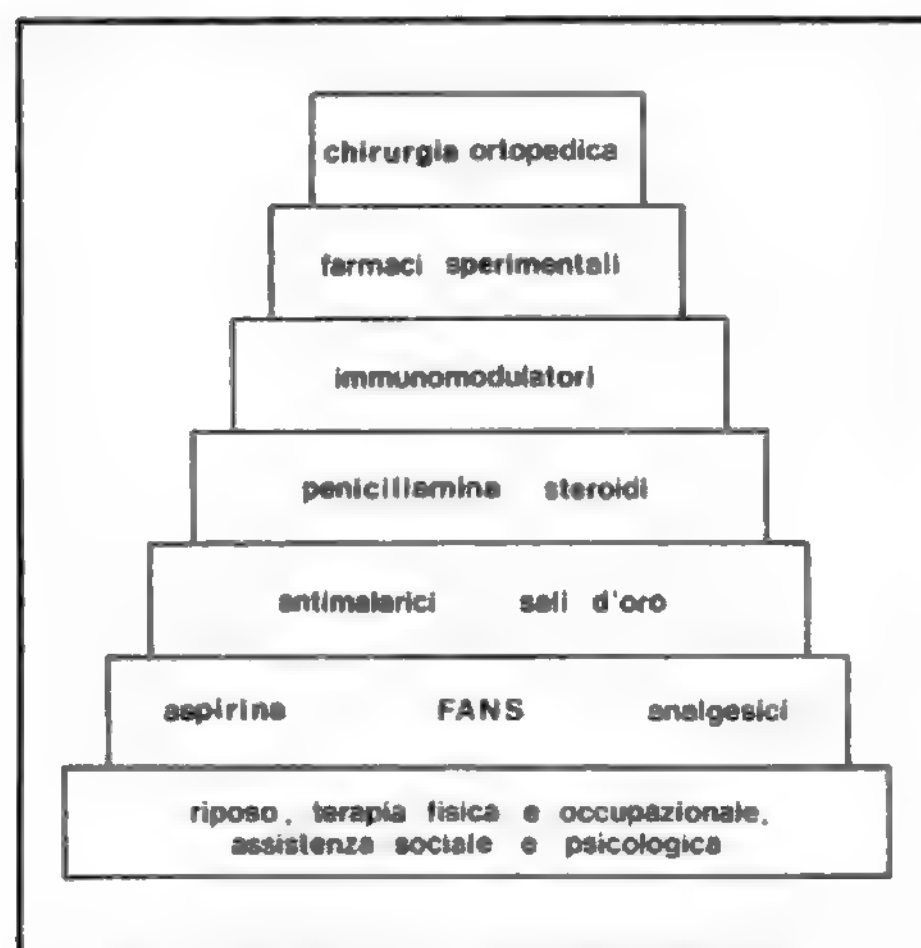 chirurgia ortopedica
farmaci sperimentali
immunomodulatori
penicillamina steroidi
antimalarici sali d'oro
aspirina FANS analgesici
riposo, terapia fisica e occupazionale,
assistenza sociale e psicologica